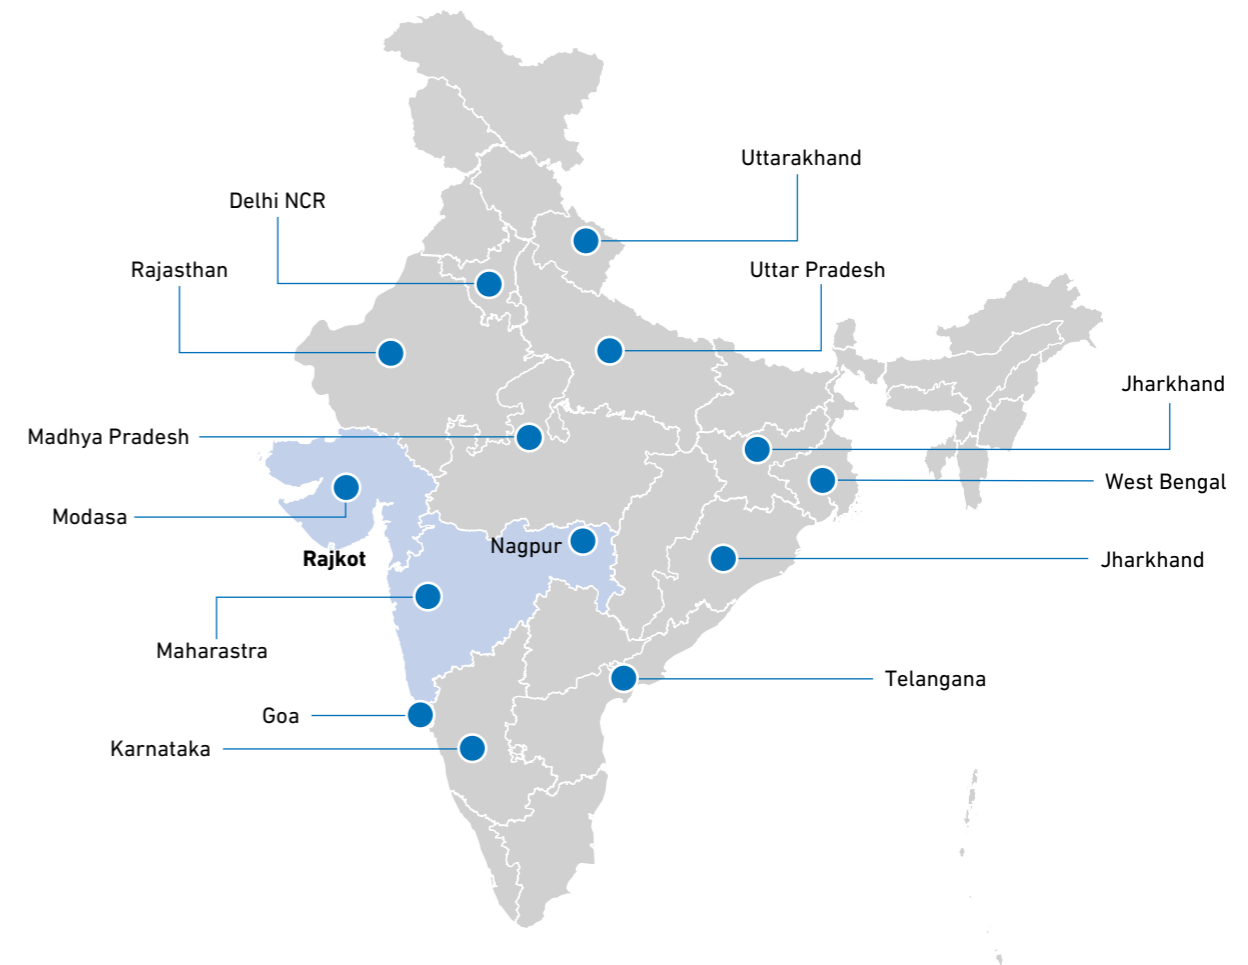 Uttarakhand
Delhi NCR
Rajasthan
Uttar Pradesh
Jharkhand
Madhya Pradesh
West Bengal
Modasa
Nagpur
Rajkot
Jharkhand
Maharastra
Telangana
Goa
Karnataka